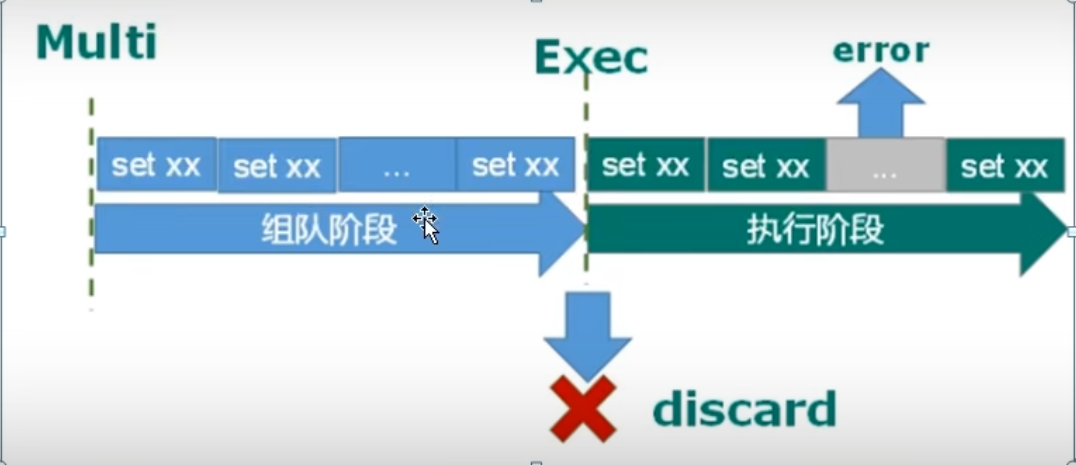 Multi
Exec
error
set xx set xx ... set xx set xx set xx ... set xx
组队阶段 执行阶段
discard